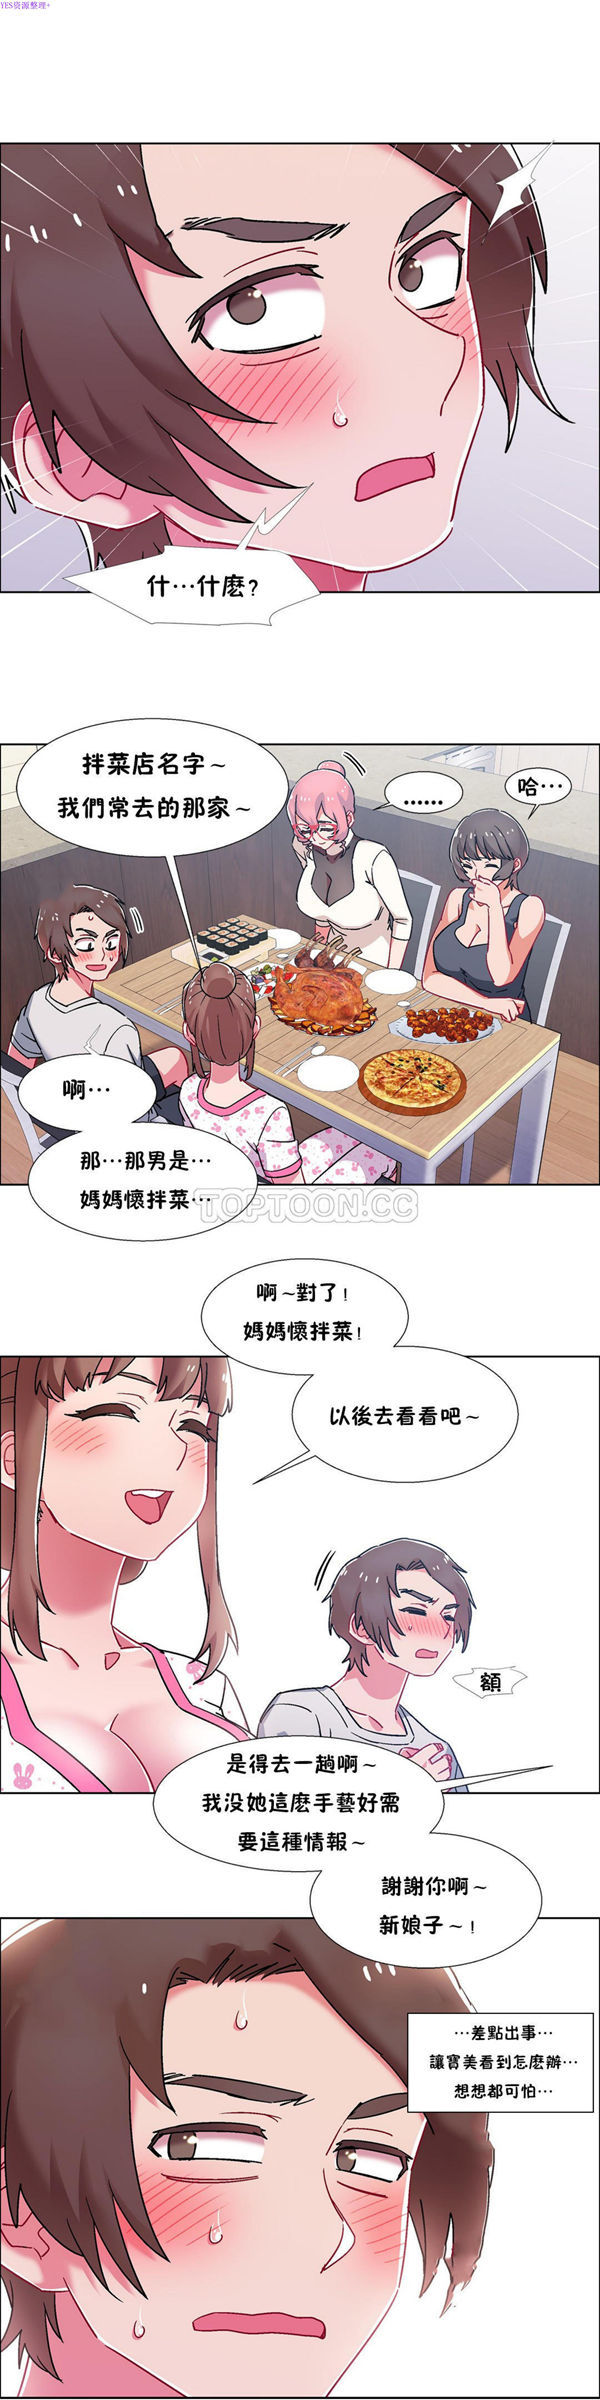 YES资源整理+
什…什麽?
拌菜店名字～
我們常去的那家～
……
哈…
啊…
那…那男是…
媽媽懷拌菜…
TOPTOON.CC
啊～對了!
媽媽懷拌菜!
以後去看看吧～
額
是得去一趟啊～
我没她這麽手藝好需
要這種情報～
謝謝你啊～
新娘子～!
…差點出事…
讓寶美看到怎麽辦…
想想都可怕…